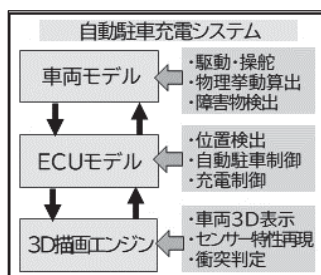 自動駐車充電システム
車両モデル
・駆動・操舵
・物理挙動算出
・障害物検出
ECUモデル
・位置検出
・自動駐車制御
・充電制御
3D描画エンジン
・車両3D表示
・センサー特性再現
・衝突判定